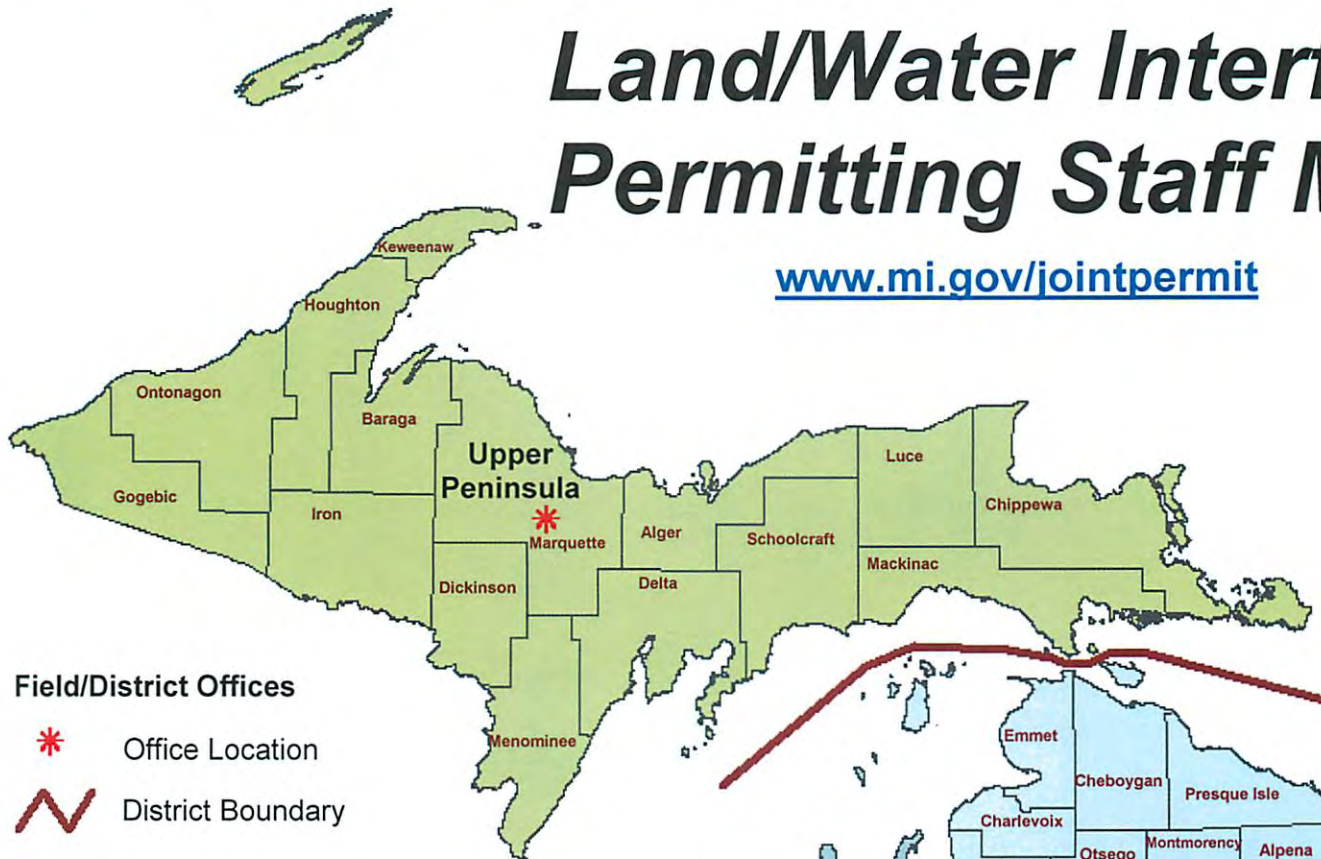 Land/Water Interf
Permitting Staff M
www.mi.gov/jointpermit
Keweenaw
Houghton
Ontonagon
Baraga
Upper
Peninsula
Luce
Gogebic
Iron
Chippewa
Alger
Schoolcraft
Marquette
Mackinac
Dickinson
Delta
Field/District Offices
Office Location
District Boundary
Menominee
Emmet
Cheboygan
Presque Isle
Charlevoix
Otsego
Montmorency
Alpena